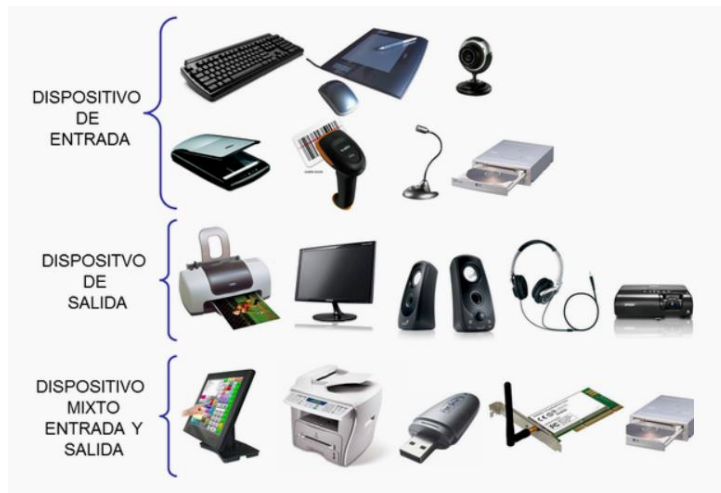 DISPOSITIVO
DE
ENTRADA
DISPOSITVO
DE
SALIDA
DISPOSITIVO
MIXTO
ENTRADA Y
SALIDA